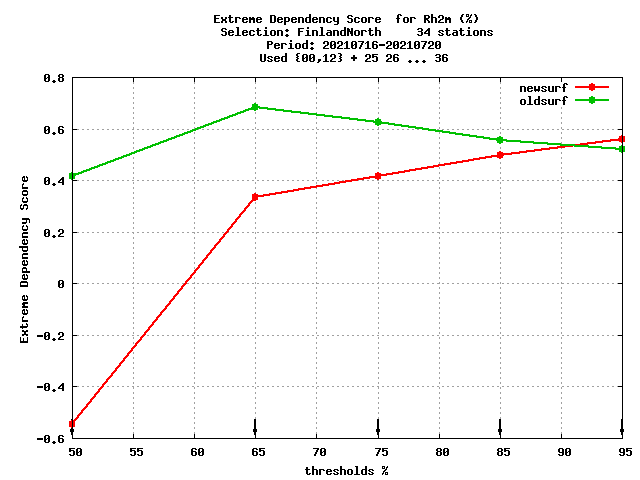 Extreme Dependency Score  for Rh2m (%)
Selection: FinlandNorth     34 stations
Period: 20210716-20210720
Used {00,12} + 25 26 ... 36
newsurf
oldsurf
0.8
0.6
0.4
0.2
0
-0.2
-0.4
-0.6
Extreme Dependency Score
50 55 60 65 70 75 80 85 90 95
thresholds %